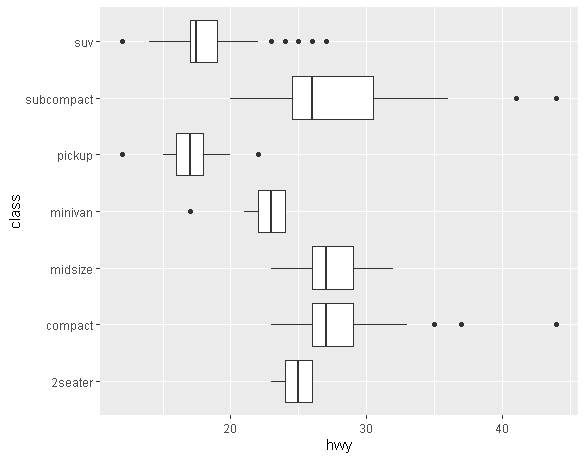 suv
subcompact
pickup
minivan
midsize
compact
2seater
class
20 30 40
hwy